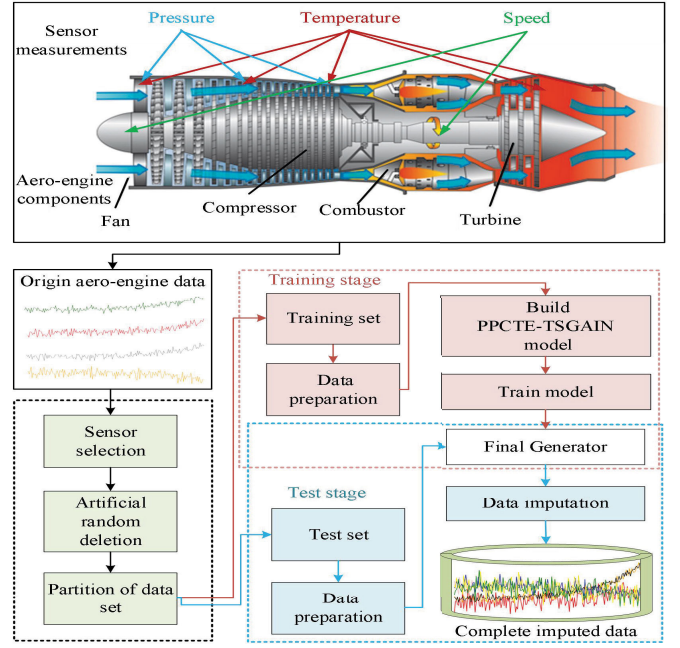 Sensor
measurements
Pressure
Temperature
Speed
Aero-engine
components
Fan
Compressor
Combustor
Turbine
Origin aero-engine data
Sensor
selection
Artificial
random
deletion
Partition of data
set
Training stage
Training set
Data
preparation
Build
PPCTE-TSGAIN
model
Train model
Final Generator
Test stage
Test set
Data
preparation
Data imputation
Complete imputed data